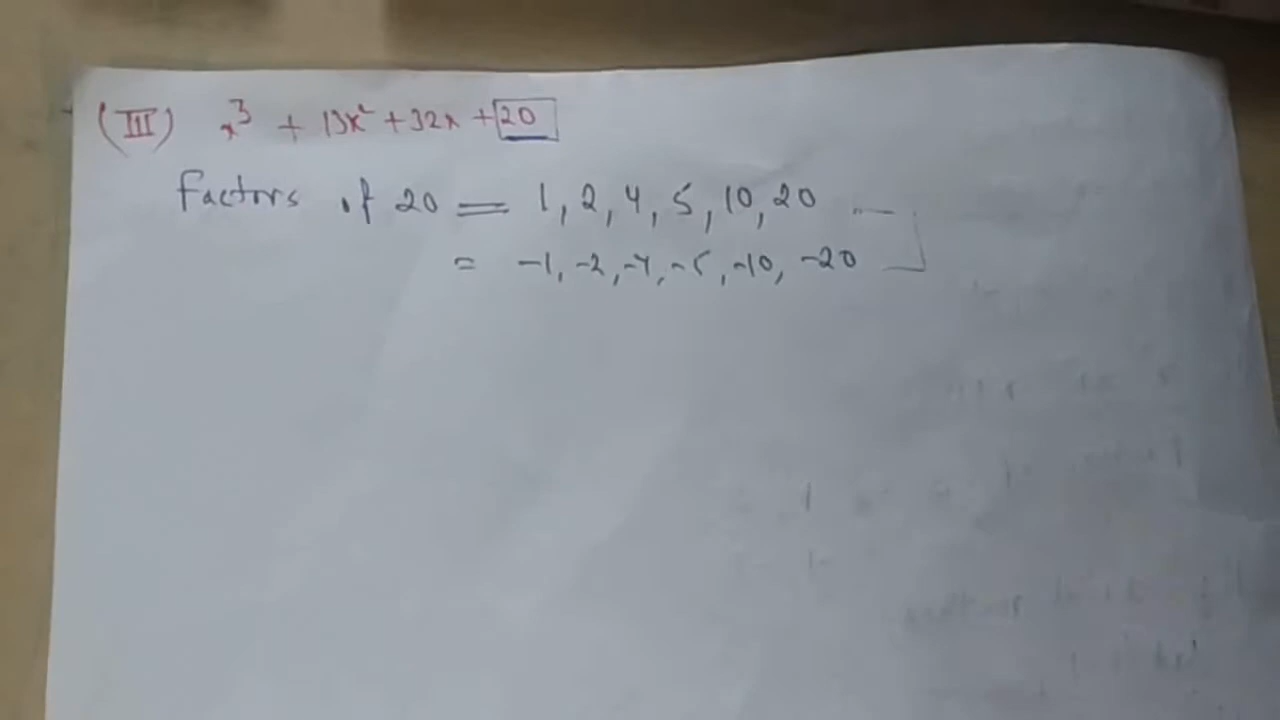 (III) x³ + 13x² + 32x + 20
Factors of 20 = 1, 2, 4, 5, 10, 20
= -1, -2, -4, -5, -10, -20